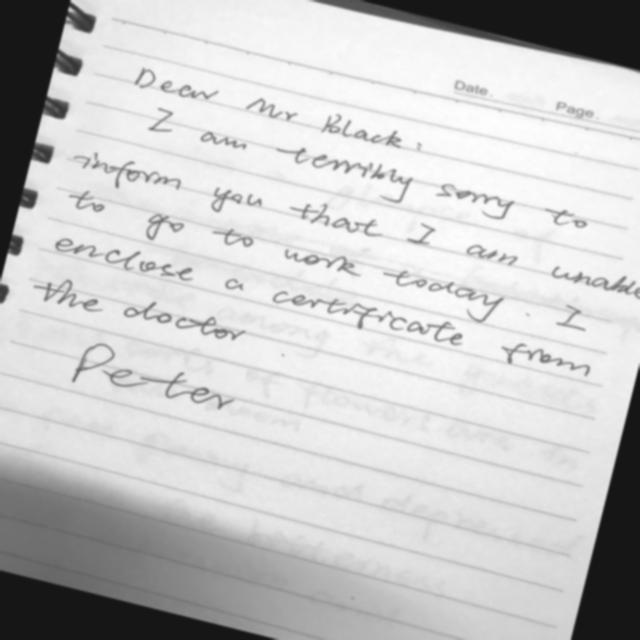 Date. Page.
Dear Mr Black.
I am terribly sorry to
inform you that I am unable
to go to work today. I
enclose a certificate from
the doctor
Peter